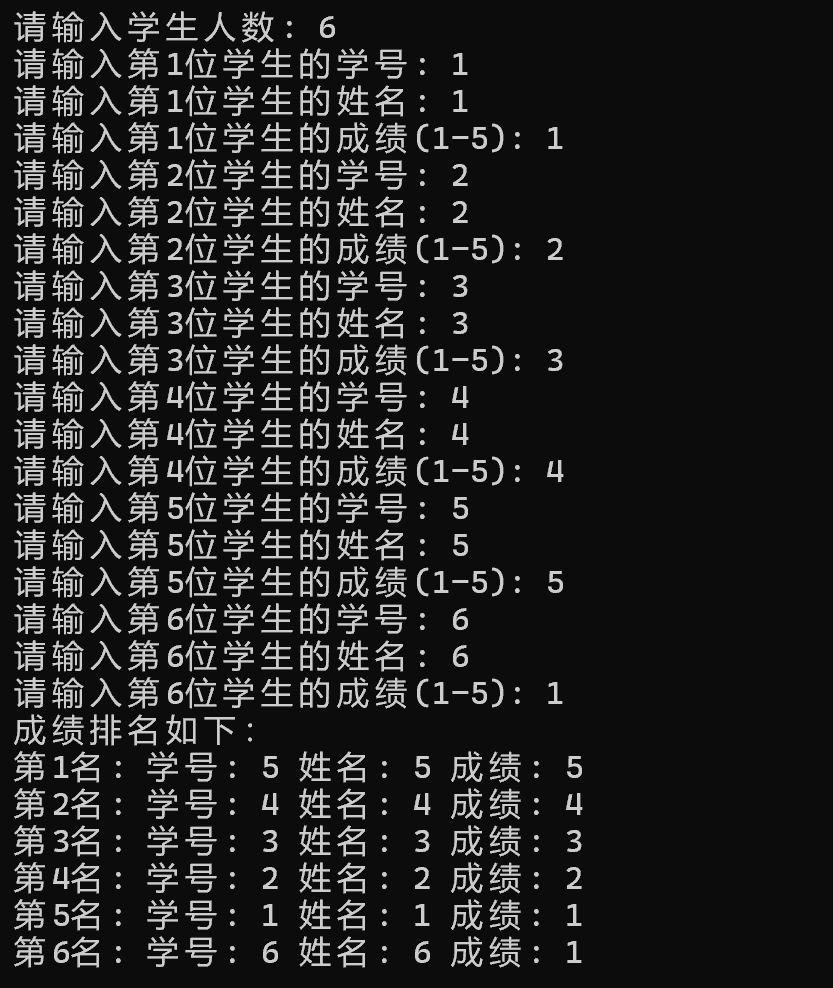 请输入学生人数: 6
请输入第1位学生的学号: 1
请输入第1位学生的姓名: 1
请输入第1位学生的成绩(1-5): 1
请输入第2位学生的学号: 2
请输入第2位学生的姓名: 2
请输入第2位学生的成绩(1-5): 2
请输入第3位学生的学号: 3
请输入第3位学生的姓名: 3
请输入第3位学生的成绩(1-5): 3
请输入第4位学生的学号: 4
请输入第4位学生的姓名: 4
请输入第4位学生的成绩(1-5): 4
请输入第5位学生的学号: 5
请输入第5位学生的姓名: 5
请输入第5位学生的成绩(1-5): 5
请输入第6位学生的学号: 6
请输入第6位学生的姓名: 6
请输入第6位学生的成绩(1-5): 1
成绩排名如下:
第1名: 学号: 5 姓名: 5 成绩: 5
第2名: 学号: 4 姓名: 4 成绩: 4
第3名: 学号: 3 姓名: 3 成绩: 3
第4名: 学号: 2 姓名: 2 成绩: 2
第5名: 学号: 1 姓名: 1 成绩: 1
第6名: 学号: 6 姓名: 6 成绩: 1